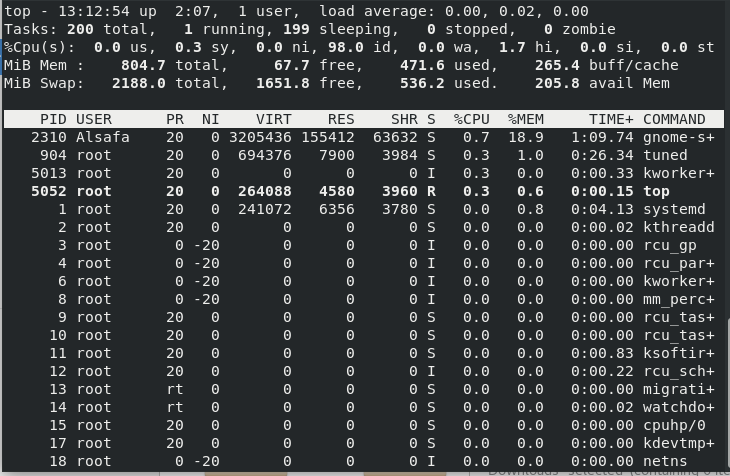 top - 13:12:54 up  2:07,  1 user,  load average: 0.00, 0.02, 0.00
Tasks: 200 total,   1 running, 199 sleeping,   0 stopped,   0 zombie
%Cpu(s):  0.0 us,  0.3 sy,  0.0 ni, 98.0 id,  0.0 wa,  1.7 hi,  0.0 si,  0.0 st
MiB Mem :    804.7 total,     67.7 free,    471.6 used,    265.4 buff/cache
MiB Swap:   2188.0 total,   1651.8 free,    536.2 used.    205.8 avail Mem
PID USER      PR  NI    VIRT    RES    SHR S  %CPU  %MEM     TIME+ COMMAND
2310 Alsafa    20   0 3205436 155412  63632 S   0.7  18.9   1:09.74 gnome-s+
904 root      20   0  694376   7900   3984 S   0.3   1.0   0:26.34 tuned
5013 root      20   0       0      0      0 I   0.3   0.0   0:00.33 kworker+
5052 root      20   0  264088   4580   3960 R   0.3   0.6   0:00.15 top
1 root      20   0  241072   6356   3780 S   0.0   0.8   0:04.13 systemd
2 root      20   0       0      0      0 S   0.0   0.0   0:00.02 kthreadd
3 root       0 -20       0      0      0 I   0.0   0.0   0:00.00 rcu_gp
4 root       0 -20       0      0      0 I   0.0   0.0   0:00.00 rcu_par+
6 root       0 -20       0      0      0 I   0.0   0.0   0:00.00 kworker+
8 root       0 -20       0      0      0 I   0.0   0.0   0:00.00 mm_perc+
9 root      20   0       0      0      0 S   0.0   0.0   0:00.00 rcu_tas+
10 root      20   0       0      0      0 S   0.0   0.0   0:00.00 rcu_tas+
11 root      20   0       0      0      0 S   0.0   0.0   0:00.83 ksoftir+
12 root      20   0       0      0      0 I   0.0   0.0   0:00.22 rcu_sch+
13 root      rt   0       0      0      0 S   0.0   0.0   0:00.00 migrati+
14 root      rt   0       0      0      0 S   0.0   0.0   0:00.02 watchdo+
15 root      20   0       0      0      0 S   0.0   0.0   0:00.00 cpuhp/0
17 root      20   0       0      0      0 S   0.0   0.0   0:00.00 kdevtmp+
18 root       0 -20       0      0      0 I   0.0   0.0   0:00.00 netns